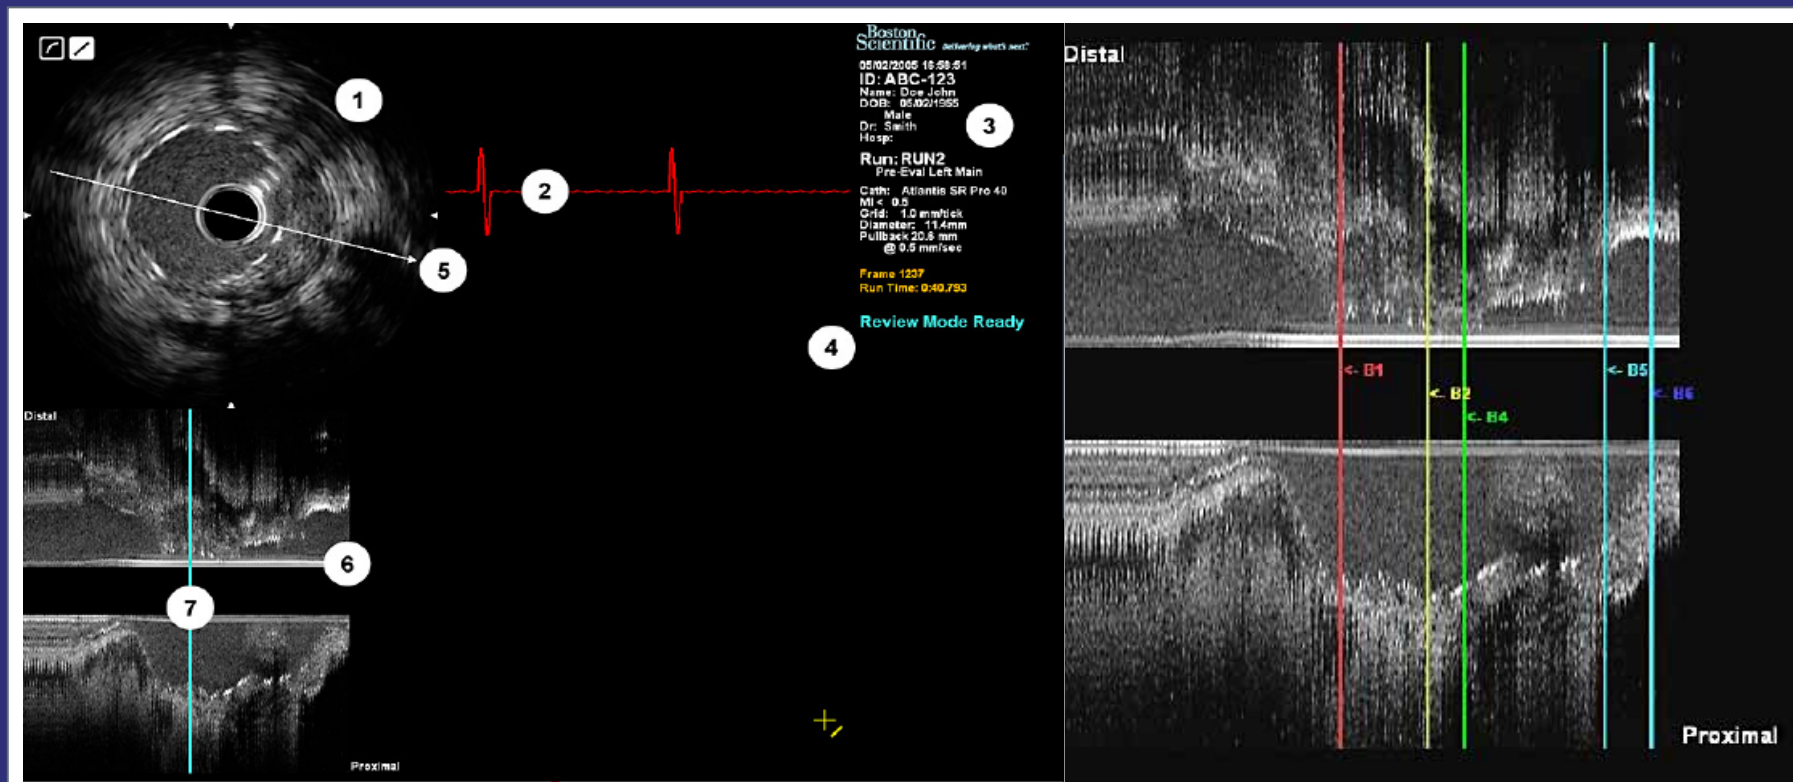 1
Boston
Scientific Delivering what's next.™
05/02/2005 16:58:51
ID: ABC-123
Name: Doe John
DOB: 05/02/1955
Male
Dr: Smith
Hosp:
3
2
Run: RUN2
Pre-Eval Left Main
Cath: Atlantis SR Pro 40
MI < 0.5
Grid: 1.0 mm/tick
Diameter: 11.4mm
Pullback 20.6 mm
@ 0.5 mm/sec
5
Frame 1237
Run Time: 0:40.793
Review Mode Ready
4
Distal
6
7
Proximal
Distal
<- B1
<- B5
<- B2
<- B6
<- B4
Proximal